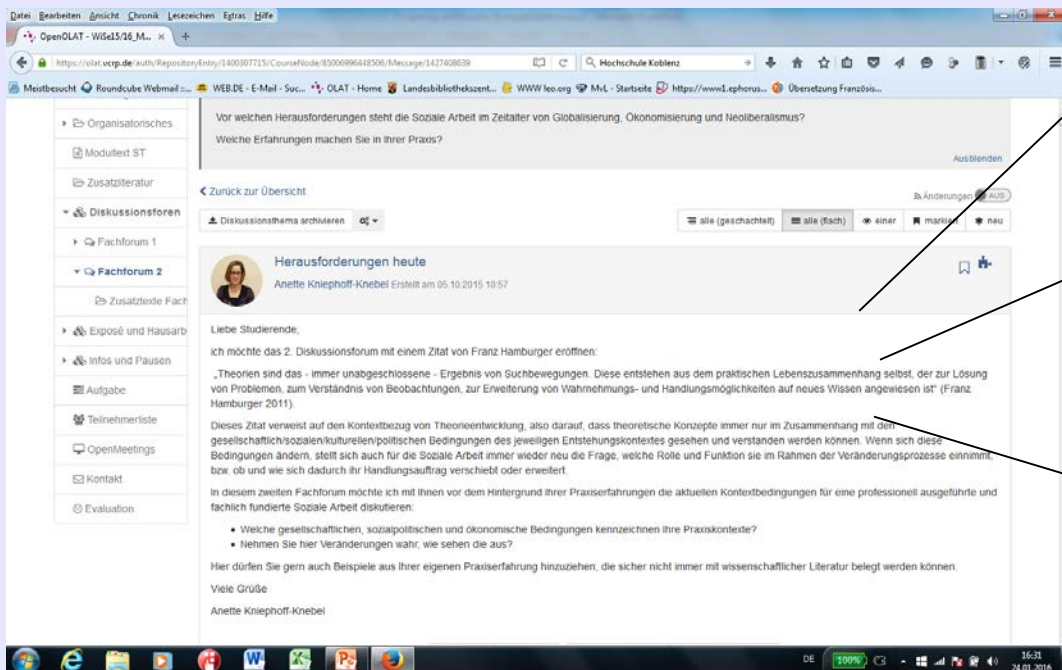 Datei Bearbeiten Ansicht Chronik Lesezeichen Extras Hilfe
OpenOLAT - WiSe15/16_M... × +
https://olat.vcrp.de/auth/RepositoryEntry/1400307715/CourseNode/85000996448506/Message/1427408639
Hochschule Koblenz
Meistbesucht Roundcube Webmail ::... WEB.DE - E-Mail - Suc... OLAT - Home Landesbibliothekszent... WWW leo.org MvL - Startseite https://www1.ephorus... Übersetzung Französis...
Organisatorisches
Modultext ST
Zusatzliteratur
Diskussionsforen
Fachforum 1
Fachforum 2
Zusatztexte Fach
Exposé und Hausarb
Infos und Pausen
Aufgabe
Teilnehmerliste
OpenMeetings
Kontakt
Evaluation
Vor welchen Herausforderungen steht die Soziale Arbeit im Zeitalter von Globalisierung, Ökonomisierung und Neoliberalismus?
Welche Erfahrungen machen Sie in Ihrer Praxis?
Ausblenden
Zurück zur Übersicht
Änderungen AUS
Diskussionsthema archivieren
alle (geschachtelt) alle (flach) einer markiert neu
Herausforderungen heute
Anette Kniephoff-Knebel Erstellt am 05.10.2015 10:57
Liebe Studierende,
ich möchte das 2. Diskussionsforum mit einem Zitat von Franz Hamburger eröffnen:
„Theorien sind das - immer unabgeschlossene - Ergebnis von Suchbewegungen. Diese entstehen aus dem praktischen Lebenszusammenhang selbst, der zur Lösung
von Problemen, zum Verständnis von Beobachtungen, zur Erweiterung von Wahrnehmungs- und Handlungsmöglichkeiten auf neues Wissen angewiesen ist" (Franz
Hamburger 2011).
Dieses Zitat verweist auf den Kontextbezug von Theorieentwicklung, also darauf, dass theoretische Konzepte immer nur im Zusammenhang mit den
gesellschaftlich/sozialen/kulturellen/politischen Bedingungen des jeweiligen Entstehungskontextes gesehen und verstanden werden können. Wenn sich diese
Bedingungen ändern, stellt sich auch für die Soziale Arbeit immer wieder neu die Frage, welche Rolle und Funktion sie im Rahmen der Veränderungsprozesse einnimmt,
bzw. ob und wie sich dadurch ihr Handlungsauftrag verschiebt oder erweitert.
In diesem zweiten Fachforum möchte ich mit Ihnen vor dem Hintergrund Ihrer Praxiserfahrungen die aktuellen Kontextbedingungen für eine professionell ausgeführte und
fachlich fundierte Soziale Arbeit diskutieren:
• Welche gesellschaftlichen, sozialpolitischen und ökonomische Bedingungen kennzeichnen Ihre Praxiskontexte?
• Nehmen Sie hier Veränderungen wahr, wie sehen die aus?
Hier dürfen Sie gern auch Beispiele aus Ihrer eigenen Praxiserfahrung hinzuziehen, die sicher nicht immer mit wissenschaftlicher Literatur belegt werden können.
Viele Grüße
Anette Kniephoff-Knebel
DE 100% 16:31
24.01.2016